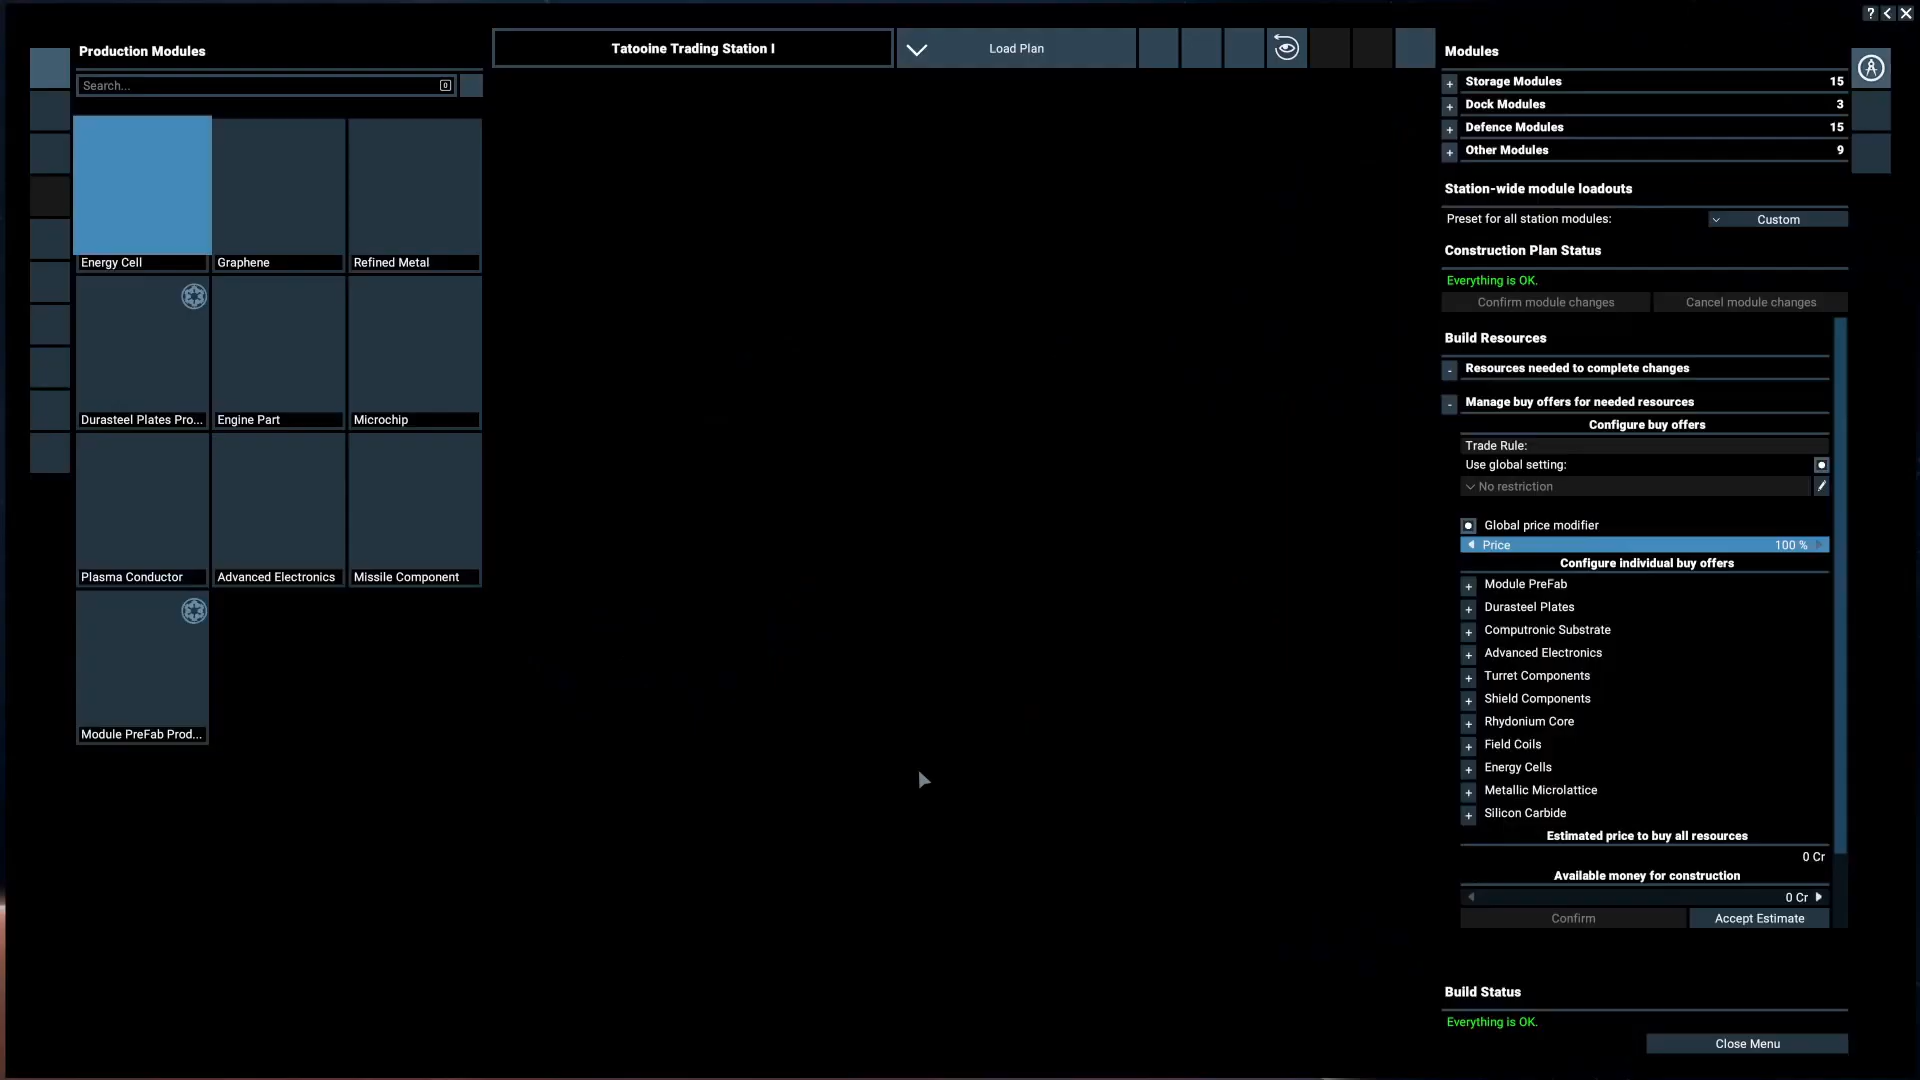 Production Modules
Search...
0
Energy Cell
Graphene
Refined Metal
Durasteel Plates Pro...
Engine Part
Microchip
Plasma Conductor
Advanced Electronics
Missile Component
Module PreFab Prod...
Tatooine Trading Station I
Load Plan
?
Modules
+ Storage Modules 15
+ Dock Modules 3
+ Defence Modules 15
+ Other Modules 9
Station-wide module loadouts
Preset for all station modules: Custom
Construction Plan Status
Everything is OK.
Confirm module changes
Cancel module changes
Build Resources
- Resources needed to complete changes
- Manage buy offers for needed resources
Configure buy offers
Trade Rule:
Use global setting:
No restriction
Global price modifier
Price 100 %
Configure individual buy offers
+ Module PreFab
+ Durasteel Plates
+ Computronic Substrate
+ Advanced Electronics
+ Turret Components
+ Shield Components
+ Rhydonium Core
+ Field Coils
+ Energy Cells
+ Metallic Microlattice
+ Silicon Carbide
Estimated price to buy all resources
0 Cr
Available money for construction
0 Cr
Confirm
Accept Estimate
Build Status
Everything is OK.
Close Menu